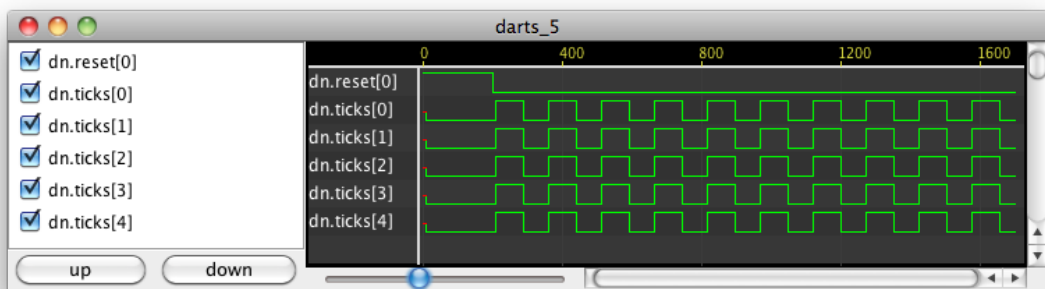 darts_5
dn.reset[0]
dn.ticks[0]
dn.ticks[1]
dn.ticks[2]
dn.ticks[3]
dn.ticks[4]
up down
0 400 800 1200 1600
dn.reset[0]
dn.ticks[0]
dn.ticks[1]
dn.ticks[2]
dn.ticks[3]
dn.ticks[4]